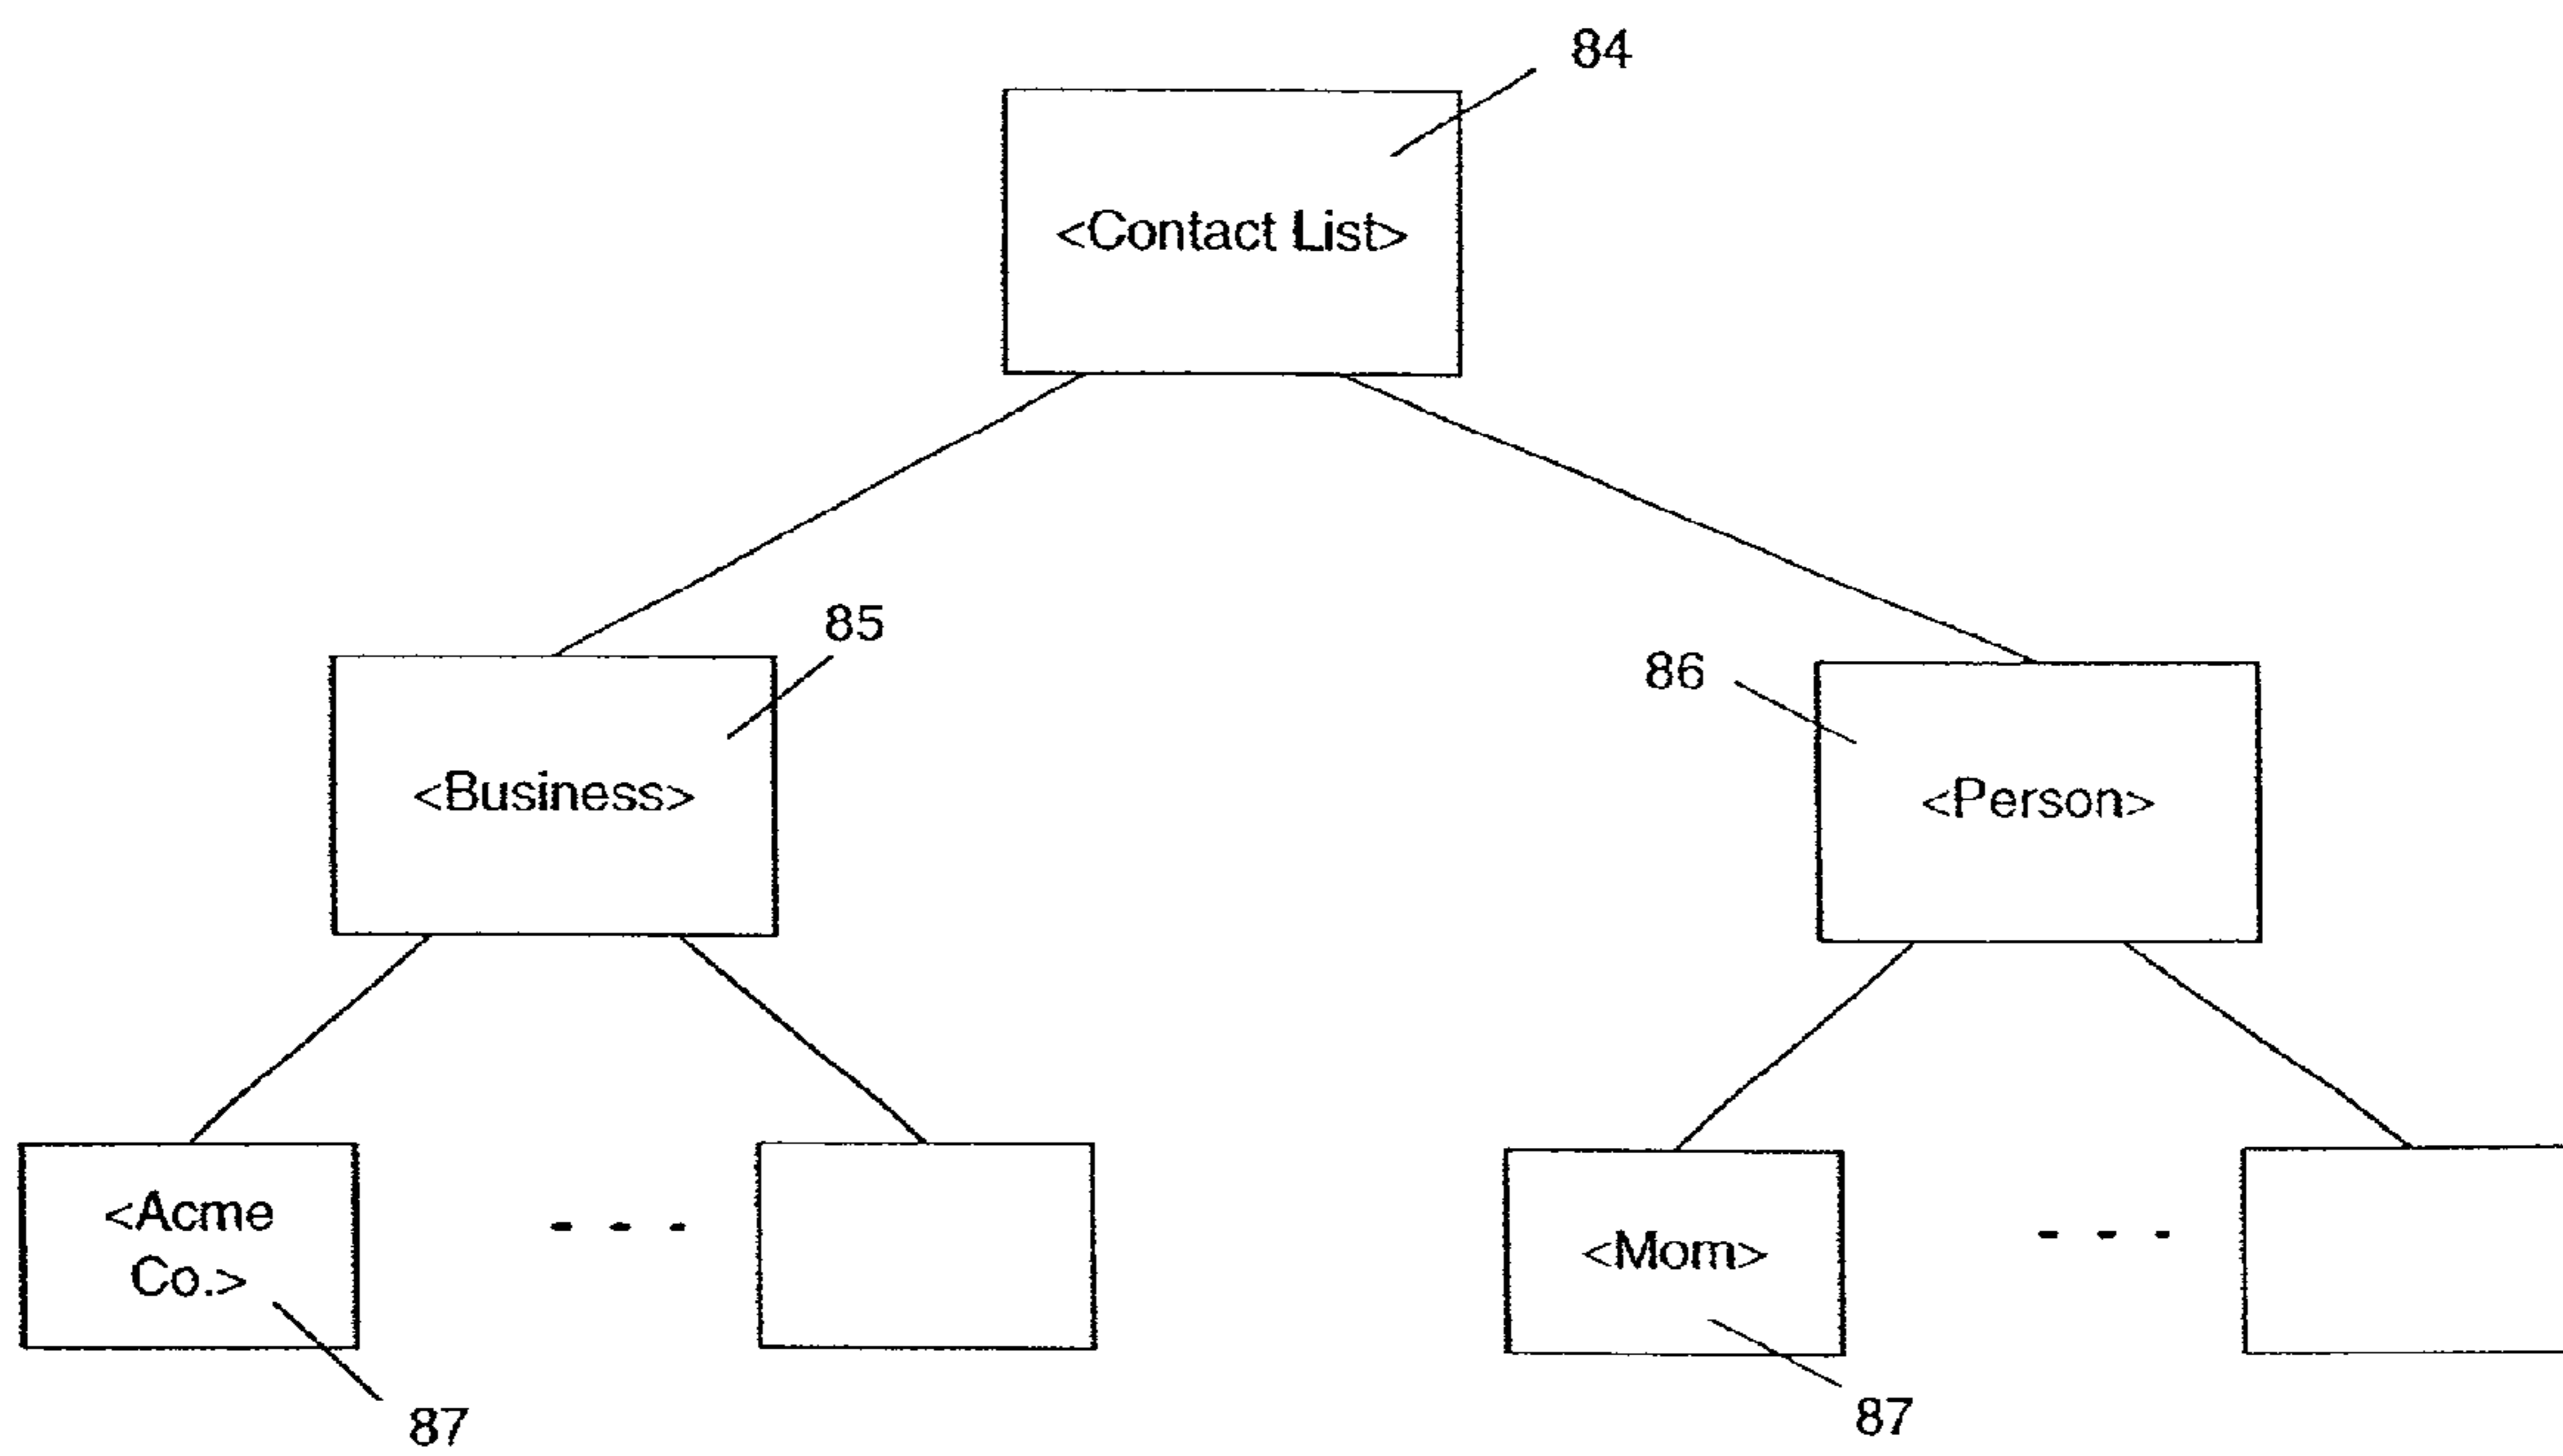 84
<Contact List>
85
86
<Business>
<Person>
<Acme
Co.>
- - -
<Mom>
- - -
87
87